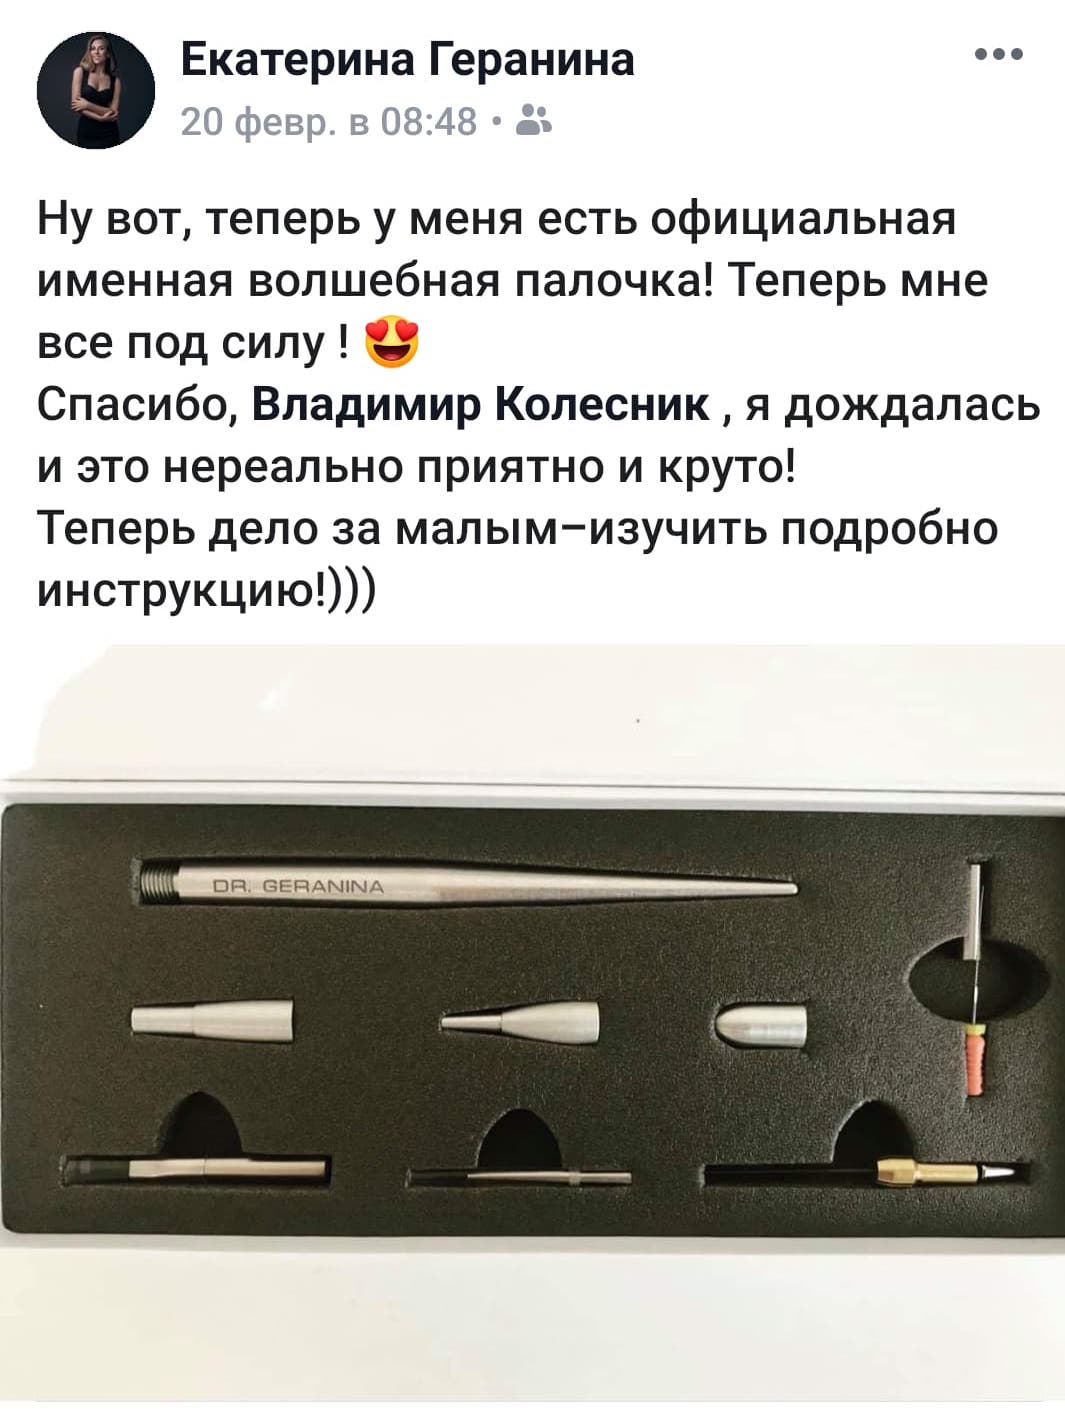 Екатерина Геранина
20 февр. в 08:48 •
Ну вот, теперь у меня есть официальная
именная волшебная палочка! Теперь мне
все под силу ! 😍
Спасибо, Владимир Колесник , я дождалась
и это нереально приятно и круто!
Теперь дело за малым–изучить подробно
инструкцию!)))
DR. GERANINA